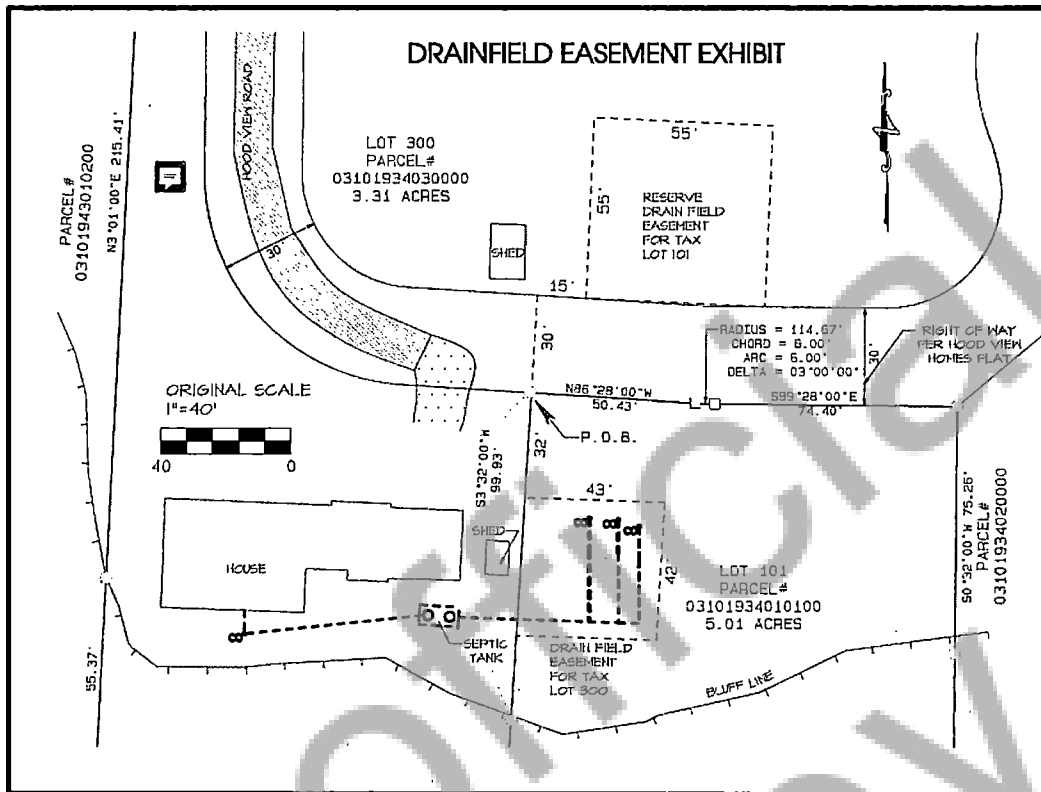 DRAINFIELD EASEMENT EXHIBIT
HOOD VIEW ROAD
PARCEL#
03101943010200
N3°01'00"E 215.41'
LOT 300
PARCEL#
03101934030000
3.31 ACRES
55'
55'
RESERVE
DRAIN FIELD
EASEMENT
FOR TAX
LOT 101
SHED
30'
15'
30'
RADIUS = 114.67'
CHORD = 6.00'
ARC = 6.00'
DELTA = 03°00'00"
30'
RIGHT OF WAY
PER HOOD VIEW
HOMES PLAT
ORIGINAL SCALE
1"=40'
40
0
N86°28'00"W
50.43'
S89°28'00"E
74.40'
P.O.B.
32'
S3°32'00"W
99.93'
43'
42'
SHED
HOUSE
SEPTIC
TANK
DRAIN FIELD
EASEMENT
FOR TAX
LOT 300
LOT 101
PARCEL#
03101934010100
5.01 ACRES
S0°32'00"W 75.26'
PARCEL#
03101934020000
55.37'
BLUFF LINE